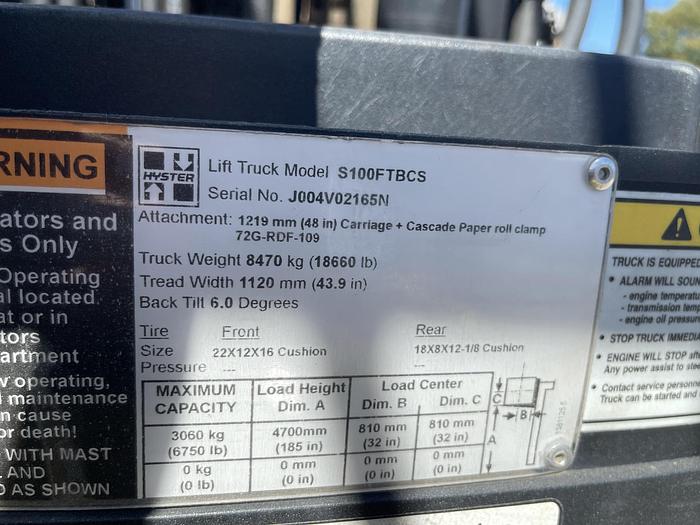 RNING
ators and
s Only
Operating
al located.
at or in
tors
artment
w operating,
maintenance
n cause
or death!
WITH MAST
AND
D AS SHOWN
HYSTER
Lift Truck Model S100FTBCS
Serial No. J004V02165N
Attachment: 1219 mm (48 in) Carriage + Cascade Paper roll clamp
72G-RDF-109
Truck Weight 8470 kg (18660 lb)
Tread Width 1120 mm (43.9 in)
Back Tilt 6.0 Degrees
Tire Front Rear
Size 22X12X16 Cushion 18X8X12-1/8 Cushion
Pressure --- ---
MAXIMUM CAPACITY Load Height Dim. A Load Center Dim. B Dim. C
3060 kg 4700mm 810 mm 810 mm
(6750 lb) (185 in) (32 in) (32 in)
0 kg 0 mm 0 mm 0 mm
(0 lb) (0 in) (0 in) (0 in)
C
B
A
TRUCK IS EQUIPPED
• ALARM WILL SOUN
- engine temperatu
- transmission temp
- engine oil pressure
• STOP TRUCK IMMEDIA
• ENGINE WILL STOP aft
Any power assist to stee
• Contact service personne
Truck can be started and